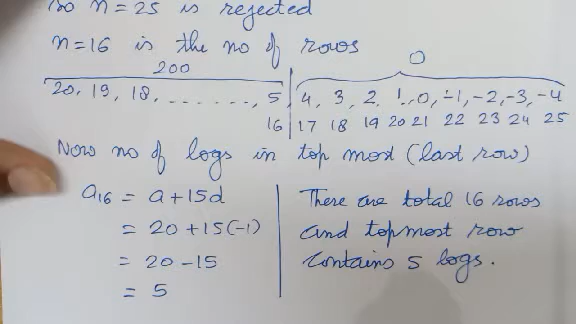 so n=25 is rejected
n=16 is the no of rows
200
0
20, 19, 18, ......., 5, 4, 3, 2, 1, 0, -1, -2, -3, -4
16 17 18 19 20 21 22 23 24 25
Now no of logs in top most (last row)
a16 = a+15d
= 20+15(-1)
= 20-15
= 5
There are total 16 rows
and topmost row
contains 5 logs.